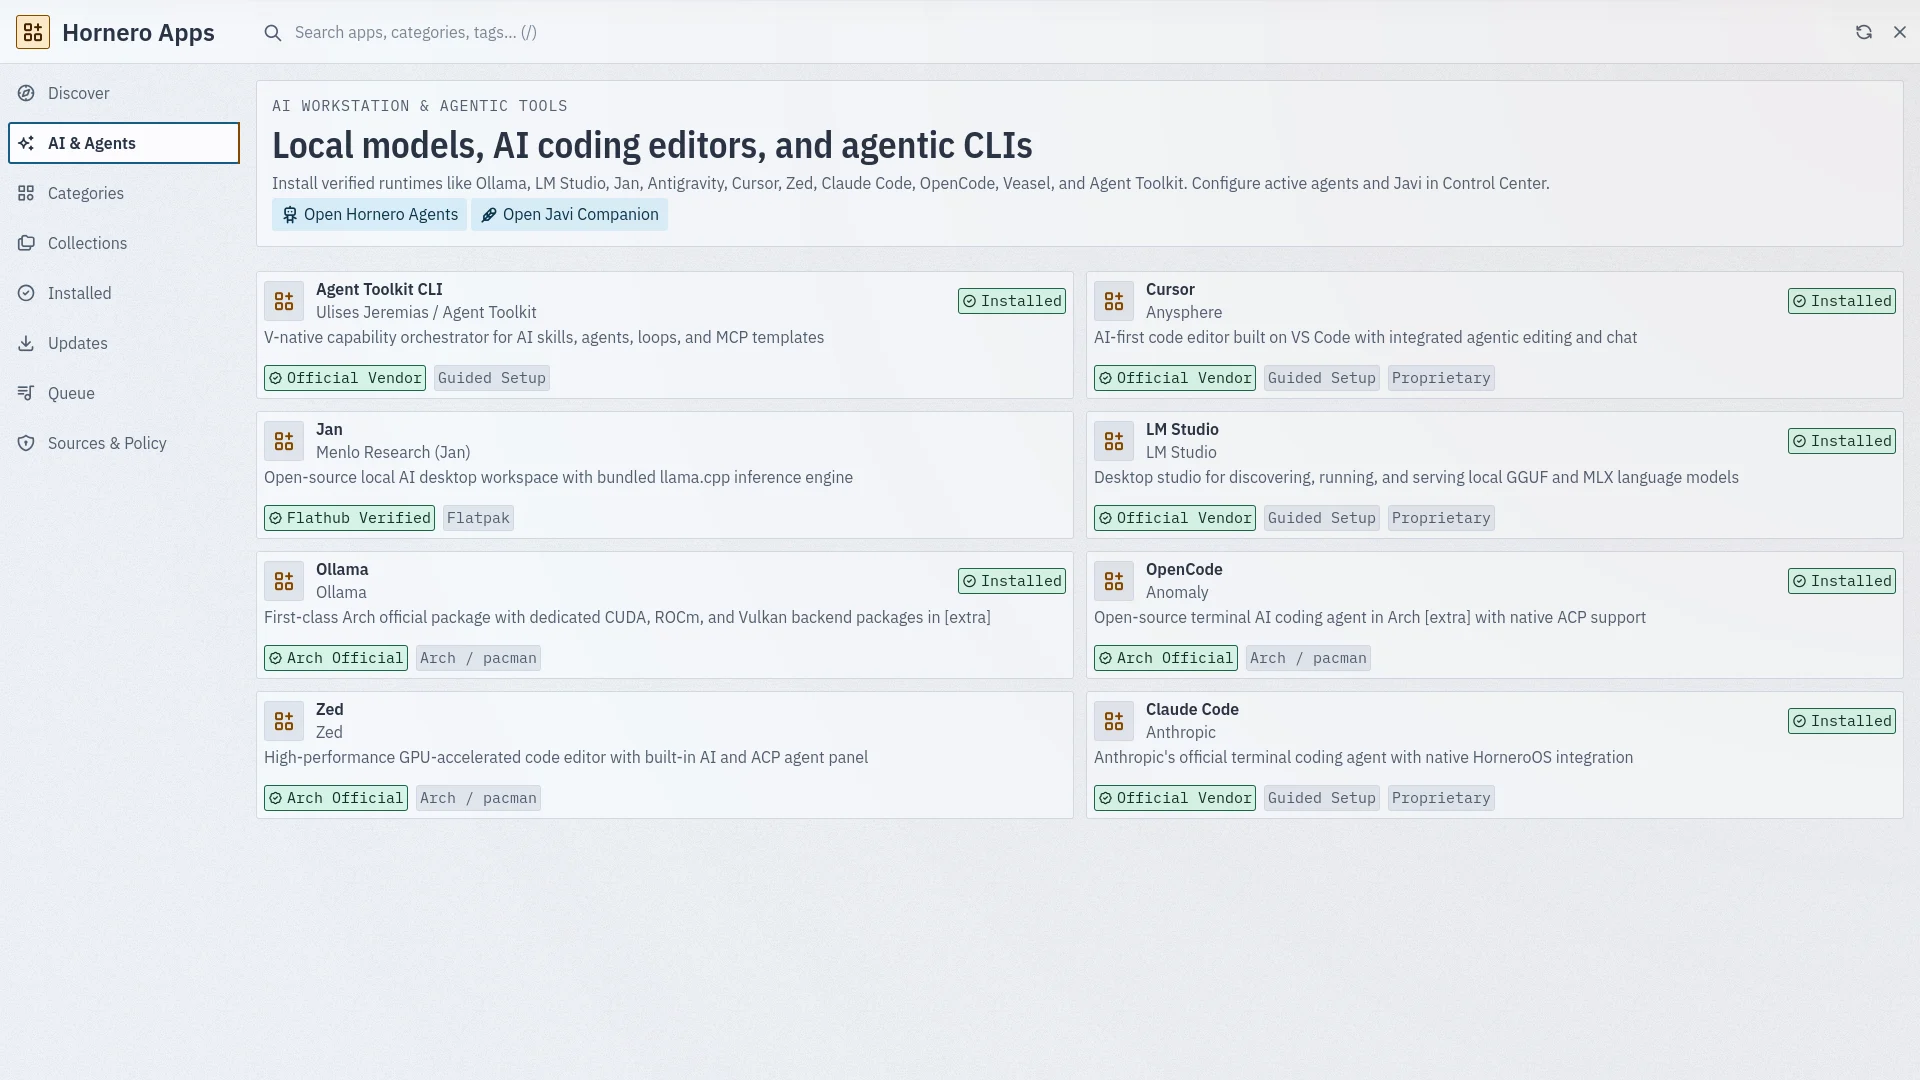 Hornero Apps
Search apps, categories, tags... (/)
Discover
AI & Agents
Categories
Collections
Installed
Updates
Queue
Sources & Policy
AI WORKSTATION & AGENTIC TOOLS
Local models, AI coding editors, and agentic CLIs
Install verified runtimes like Ollama, LM Studio, Jan, Antigravity, Cursor, Zed, Claude Code, OpenCode, Veasel, and Agent Toolkit. Configure active agents and Javi in Control Center.
Open Hornero Agents
Open Javi Companion
Agent Toolkit CLI
Ulises Jeremias / Agent Toolkit
Installed
V-native capability orchestrator for AI skills, agents, loops, and MCP templates
Official Vendor
Guided Setup
Cursor
Anysphere
Installed
AI-first code editor built on VS Code with integrated agentic editing and chat
Official Vendor
Guided Setup
Proprietary
Jan
Menlo Research (Jan)
Open-source local AI desktop workspace with bundled llama.cpp inference engine
Flathub Verified
Flatpak
LM Studio
LM Studio
Installed
Desktop studio for discovering, running, and serving local GGUF and MLX language models
Official Vendor
Guided Setup
Proprietary
Ollama
Ollama
Installed
First-class Arch official package with dedicated CUDA, ROCm, and Vulkan backend packages in [extra]
Arch Official
Arch / pacman
OpenCode
Anomaly
Installed
Open-source terminal AI coding agent in Arch [extra] with native ACP support
Arch Official
Arch / pacman
Zed
Zed
High-performance GPU-accelerated code editor with built-in AI and ACP agent panel
Arch Official
Arch / pacman
Claude Code
Anthropic
Installed
Anthropic's official terminal coding agent with native HorneroOS integration
Official Vendor
Guided Setup
Proprietary